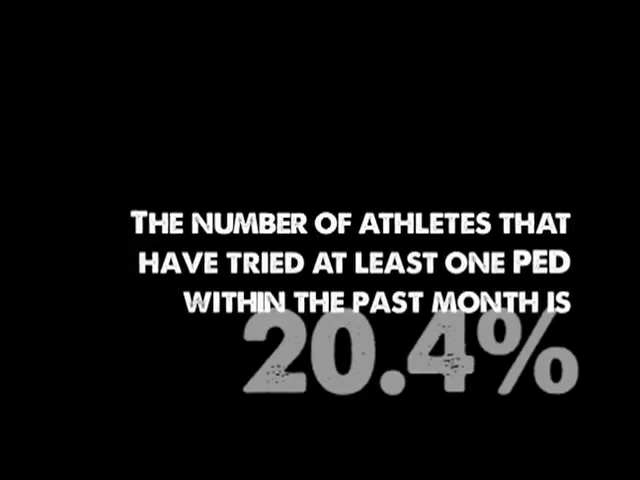 The number of athletes that
have tried at least one PED
within the past month is
20.4%